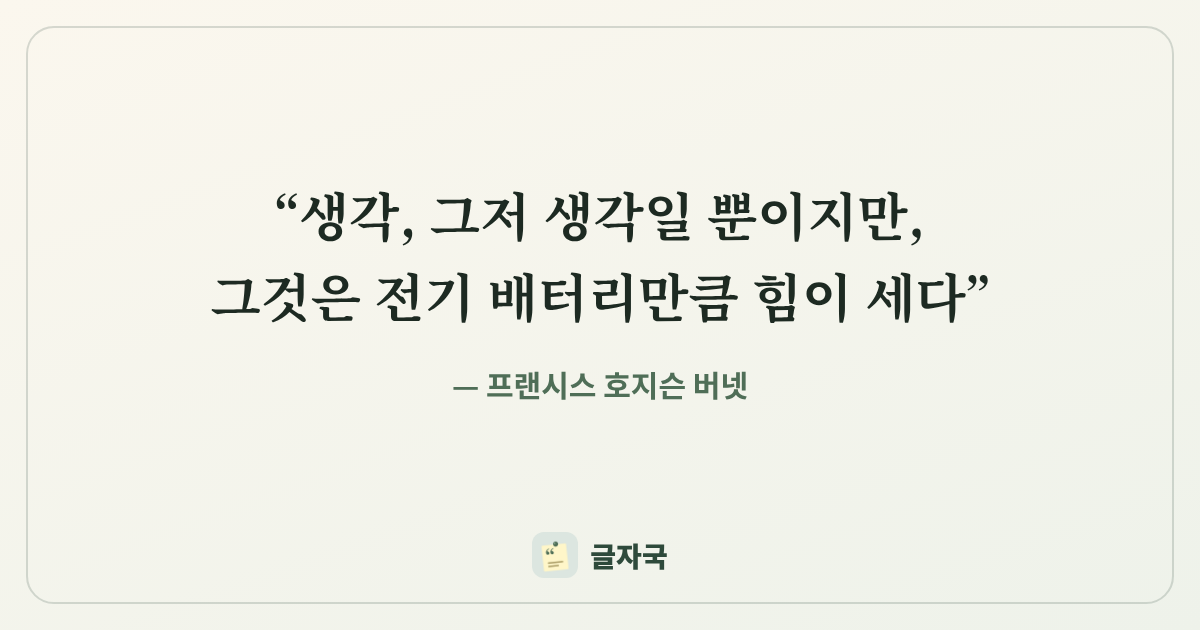 “생각, 그저 생각일 뿐이지만,
그것은 전기 배터리만큼 힘이 세다”
— 프랜시스 호지슨 버넷
글자국